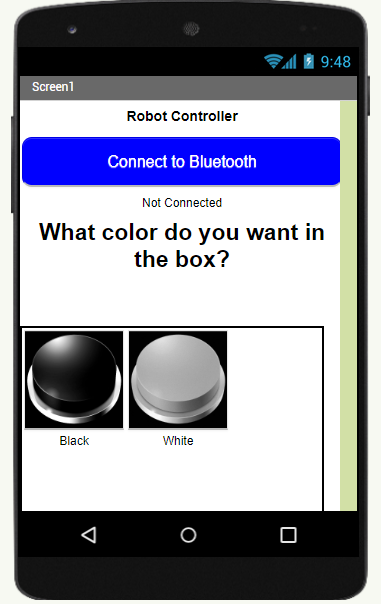 9:48
Screen1
Robot Controller
Connect to Bluetooth
Not Connected
What color do you want in
the box?
Black
White